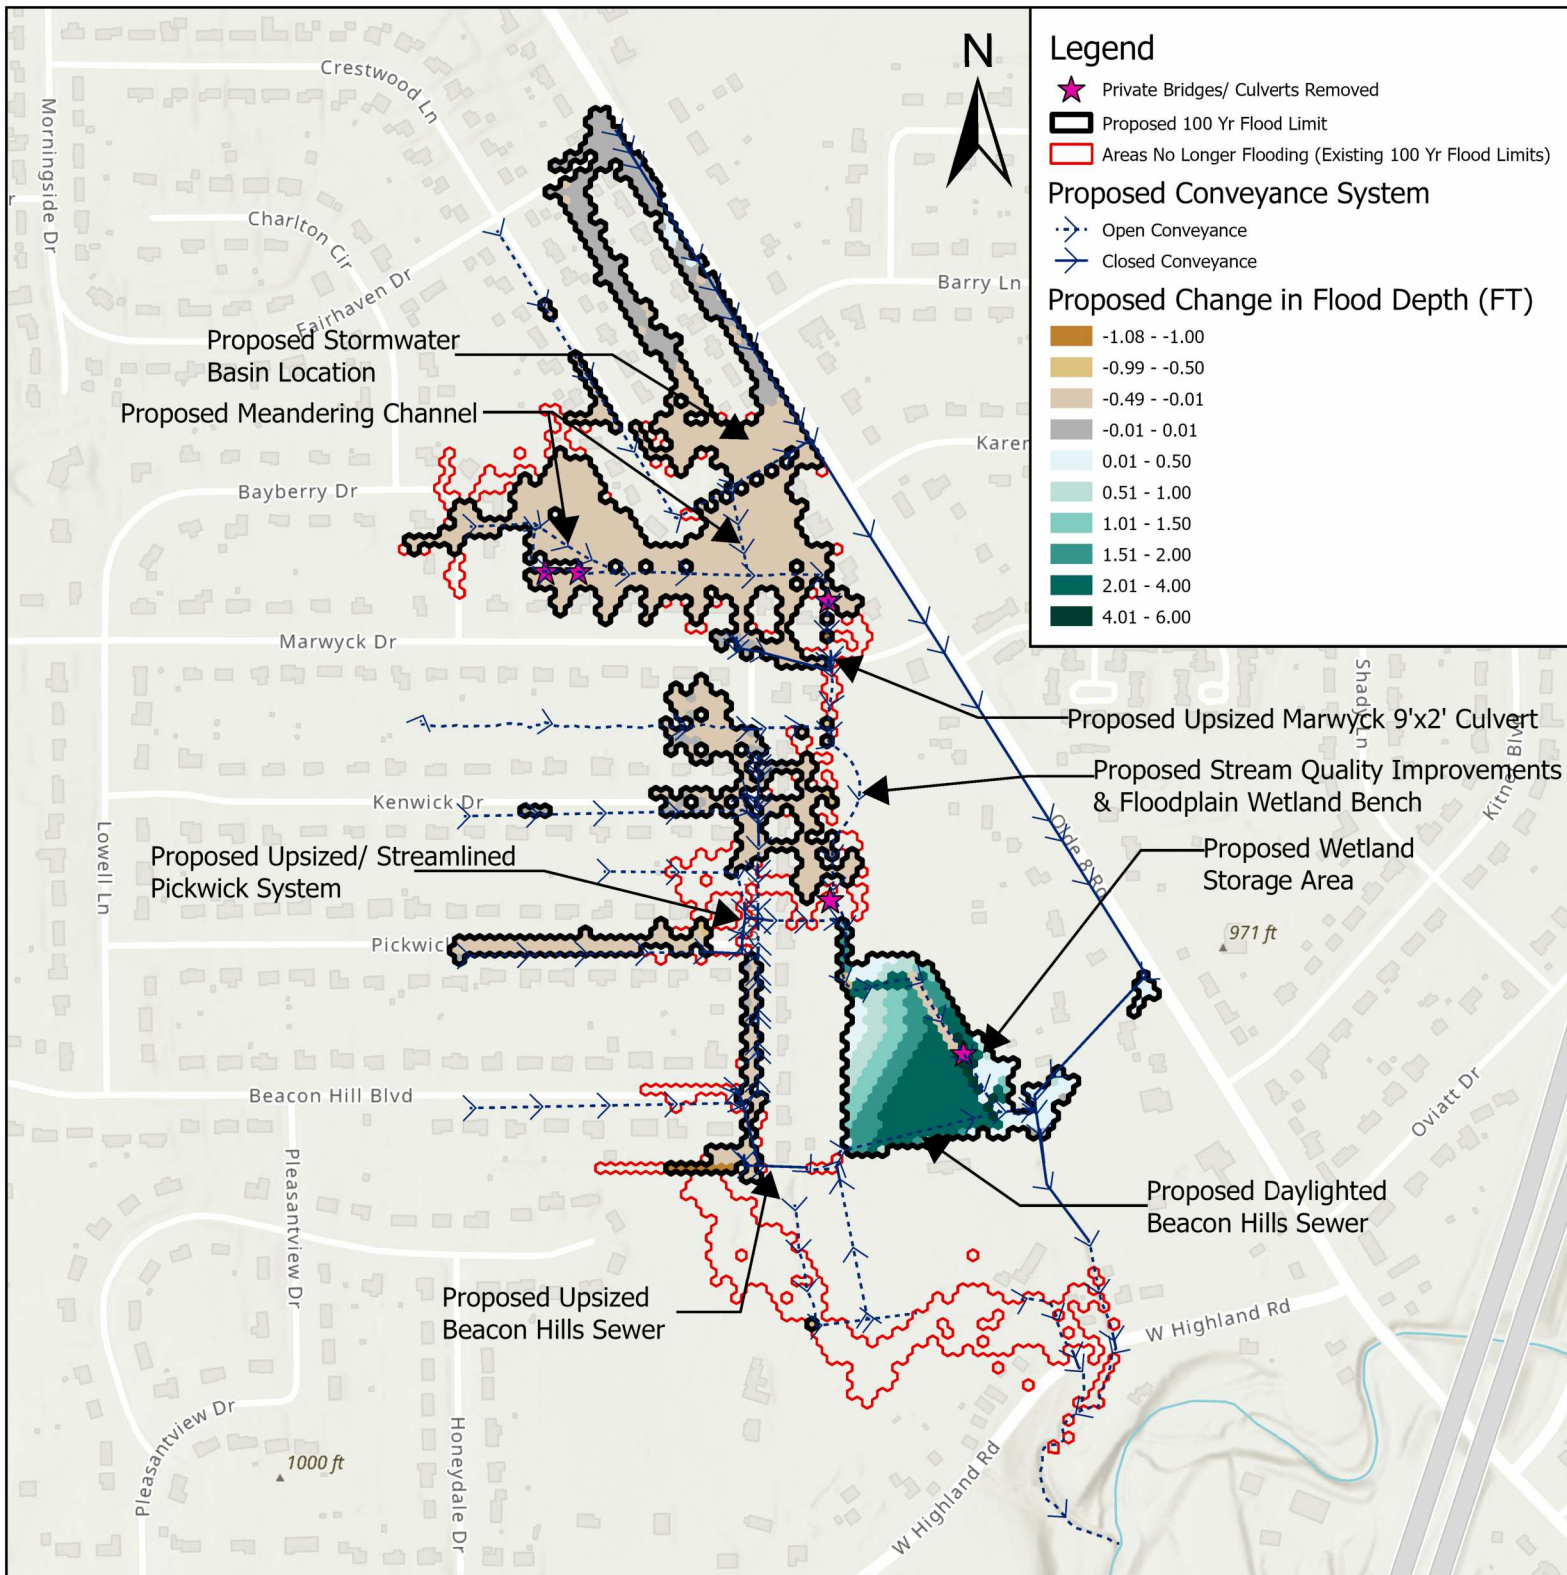 Legend
Private Bridges/ Culverts Removed
Proposed 100 Yr Flood Limit
Areas No Longer Flooding (Existing 100 Yr Flood Limits)
Proposed Conveyance System
Open Conveyance
Closed Conveyance
Proposed Change in Flood Depth (FT)
-1.08 - -1.00
-0.99 - -0.50
-0.49 - -0.01
-0.01 - 0.01
0.01 - 0.50
0.51 - 1.00
1.01 - 1.50
1.51 - 2.00
2.01 - 4.00
4.01 - 6.00
N
Crestwood Ln
Morningside Dr
Charlton Cir
Fairhaven Dr
Barry Ln
Proposed Stormwater
Basin Location
Proposed Meandering Channel
Karen
Bayberry Dr
Marwyck Dr
Shady Ln
Kitner Blvd
Proposed Upsized Marwyck 9'x2' Culvert
Proposed Stream Quality Improvements
& Floodplain Wetland Bench
Kenwick Dr
Lowell Ln
Olde 8 Rd
Proposed Upsized/ Streamlined
Pickwick System
Proposed Wetland
Storage Area
Pickwic
971 ft
Beacon Hill Blvd
Oviatt Dr
Pleasantview Dr
Proposed Daylighted
Beacon Hills Sewer
Proposed Upsized
Beacon Hills Sewer
W Highland Rd
Pleasantview Dr
1000 ft
Honeydale Dr
W Highland Rd